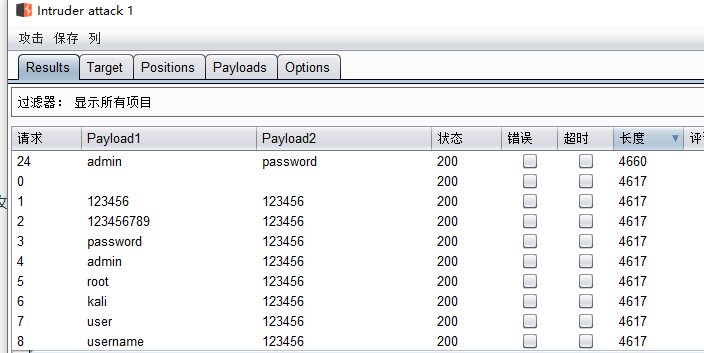 Intruder attack 1
攻击 保存 列
Results Target Positions Payloads Options
过滤器： 显示所有项目
请求 Payload1 Payload2 状态 错误 超时 长度
24 admin password 200 4660
0 200 4617
1 123456 123456 200 4617
2 123456789 123456 200 4617
3 password 123456 200 4617
4 admin 123456 200 4617
5 root 123456 200 4617
6 kali 123456 200 4617
7 user 123456 200 4617
8 username 123456 200 4617